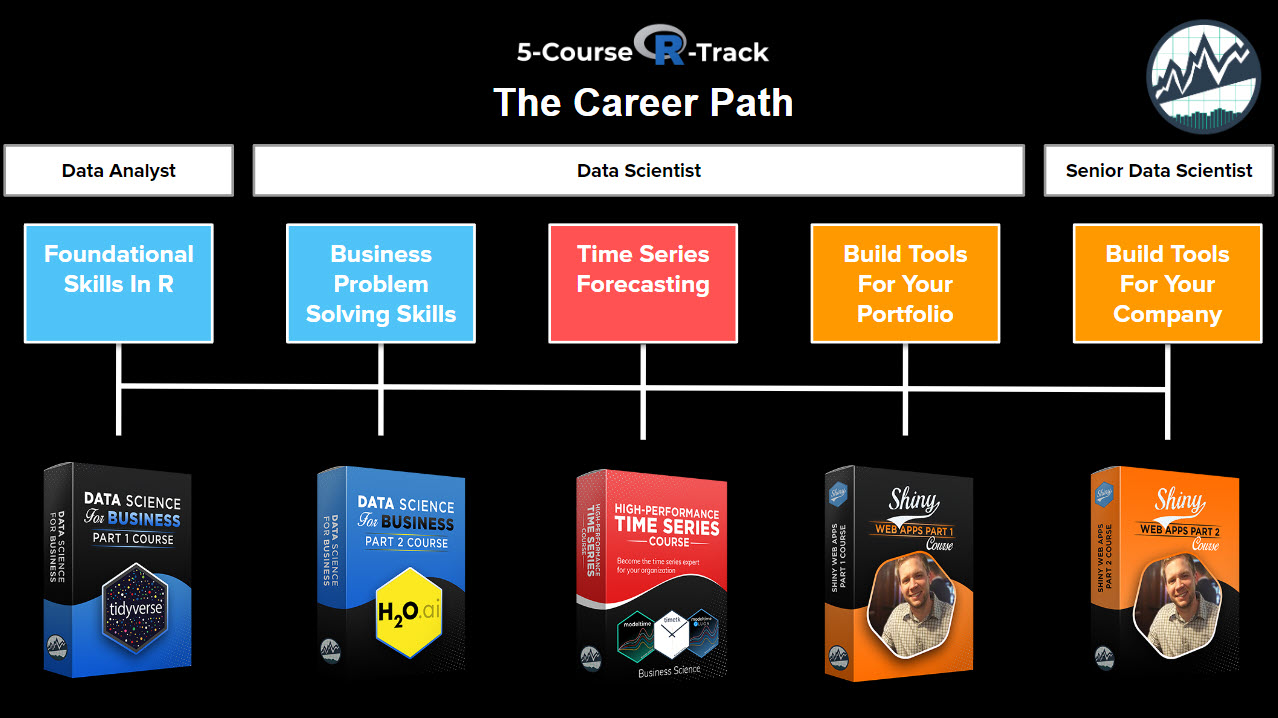 5-Course R-Track
The Career Path
Data Analyst
Data Scientist
Senior Data Scientist
Foundational
Skills In R
Business
Problem
Solving Skills
Time Series
Forecasting
Build Tools
For Your
Portfolio
Build Tools
For Your
Company
DATA SCIENCE
FOR BUSINESS
DATA SCIENCE
For BUSINESS
PART 1 COURSE
tidyverse
DATA SCIENCE
FOR BUSINESS
DATA SCIENCE
For BUSINESS
PART 2 COURSE
H2O.ai
HIGH-PERFORMANCE
TIME SERIES
COURSE
HIGH-PERFORMANCE
TIME SERIES
COURSE
Become the time series expert
for your organization
modeltime
timetk
modeltime
Business Science
Shiny
SHINY WEB APPS
PART 1 COURSE
Shiny
WEB APPS PART 1
Course
Shiny
SHINY WEB APPS
PART 2 COURSE
Shiny
WEB APPS PART 2
Course